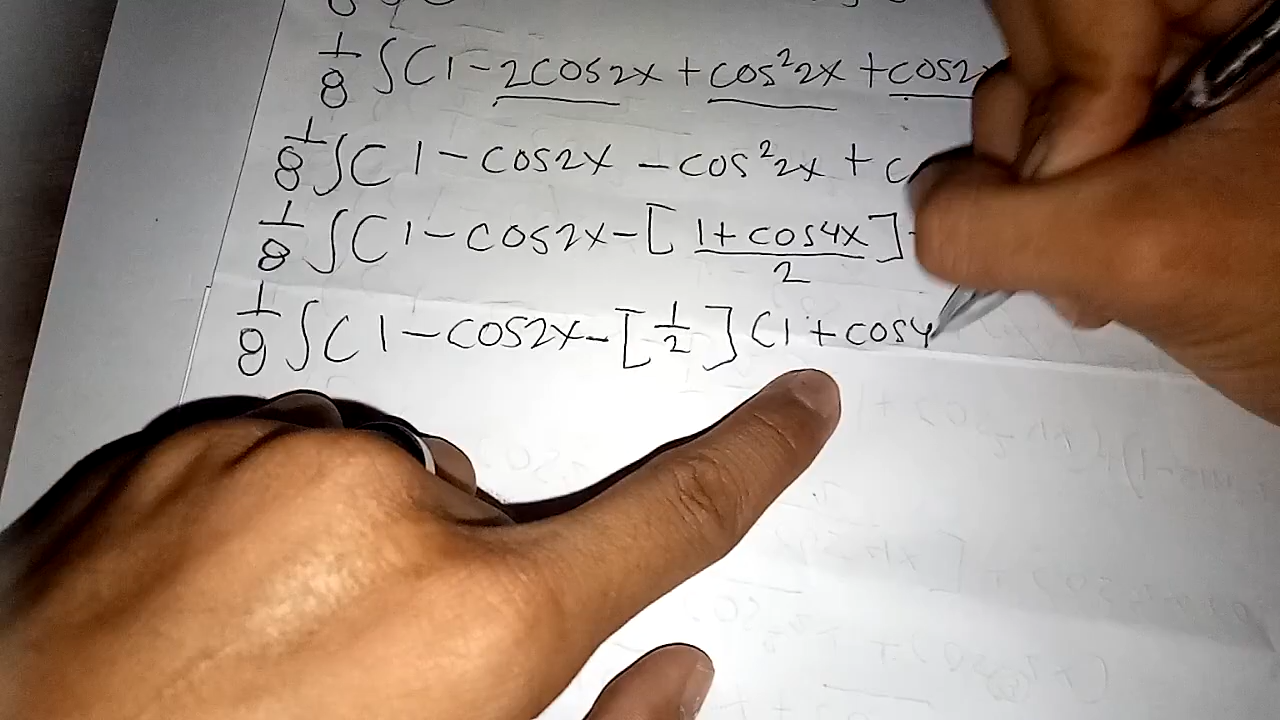 1/8 ∫(1-2cos2x+cos²2x+cos2
1/8 ∫(1-cos2x-cos²2x+c
1/8 ∫(1-cos2x-[1+cos4x/2]
1/8 ∫(1-cos2x-[1/2](1+cos4